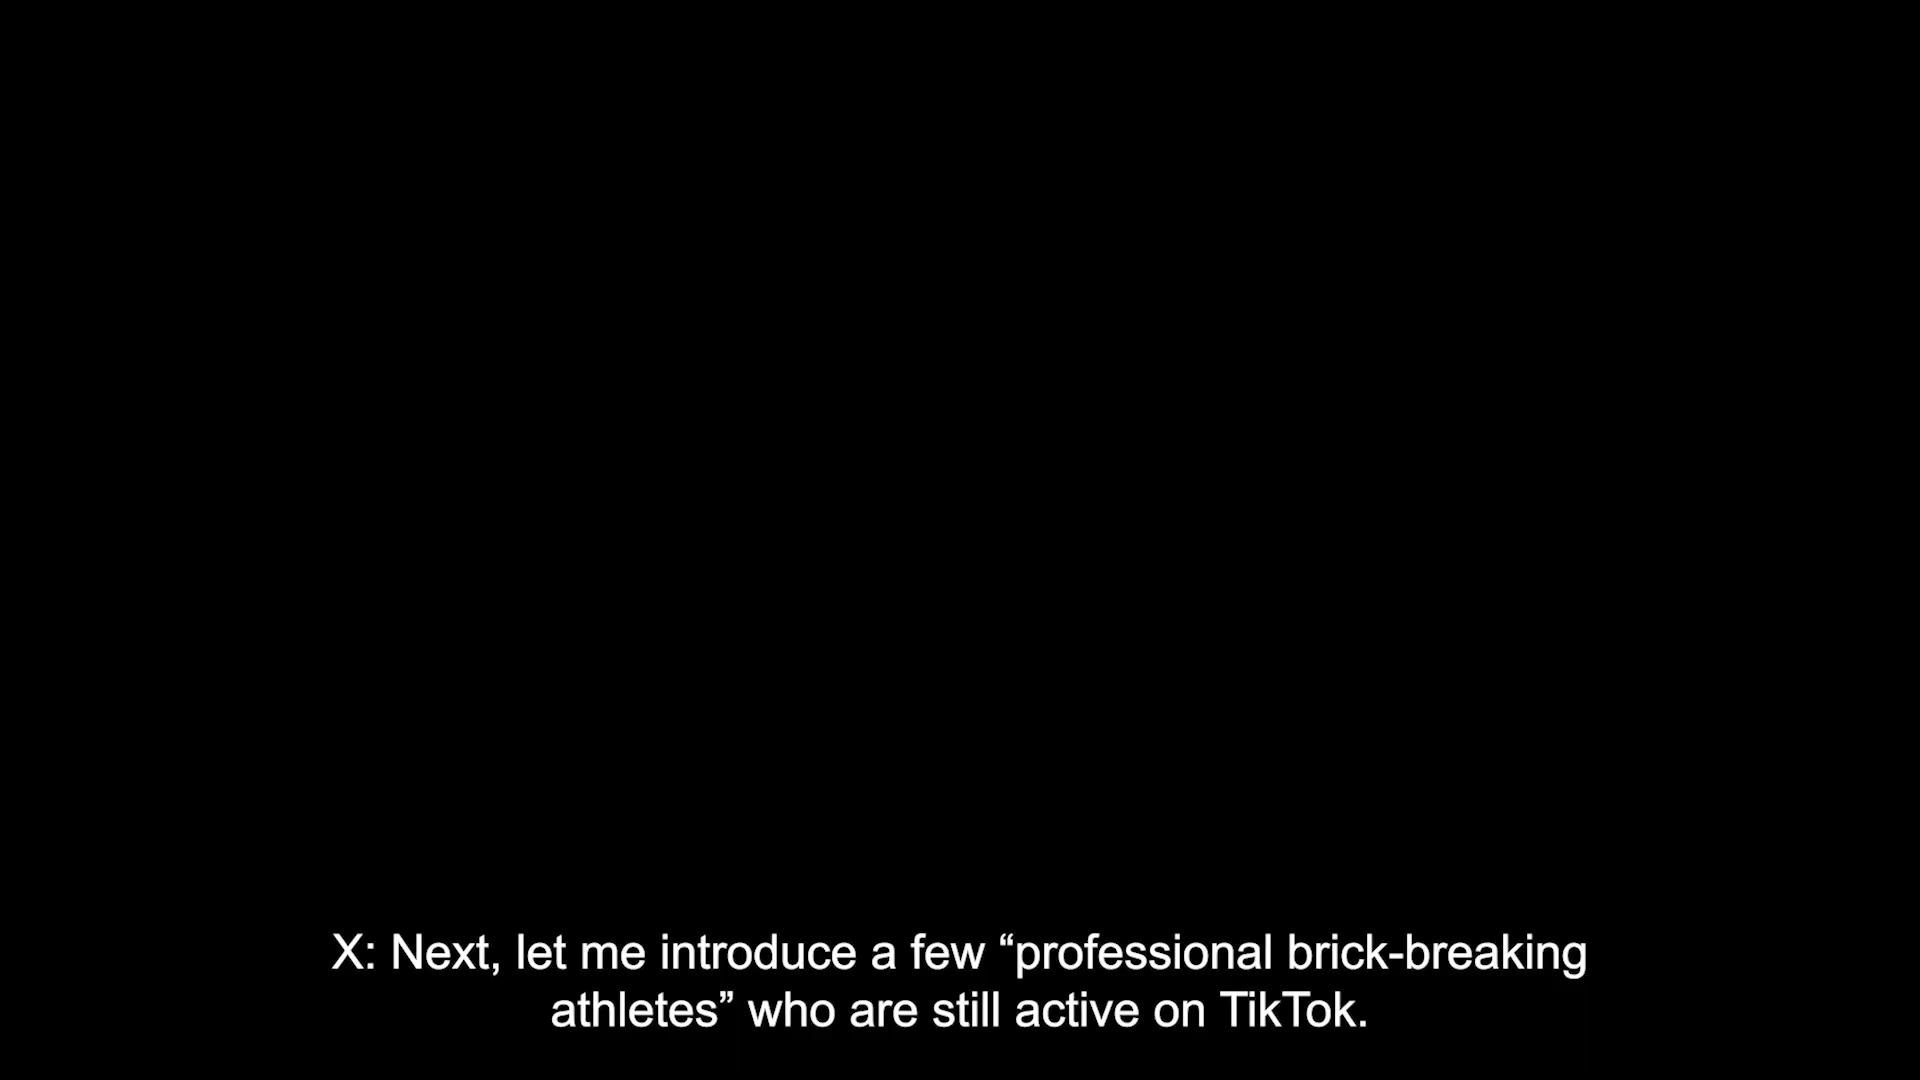 X: Next, let me introduce a few “professional brick-breaking
athletes” who are still active on TikTok.